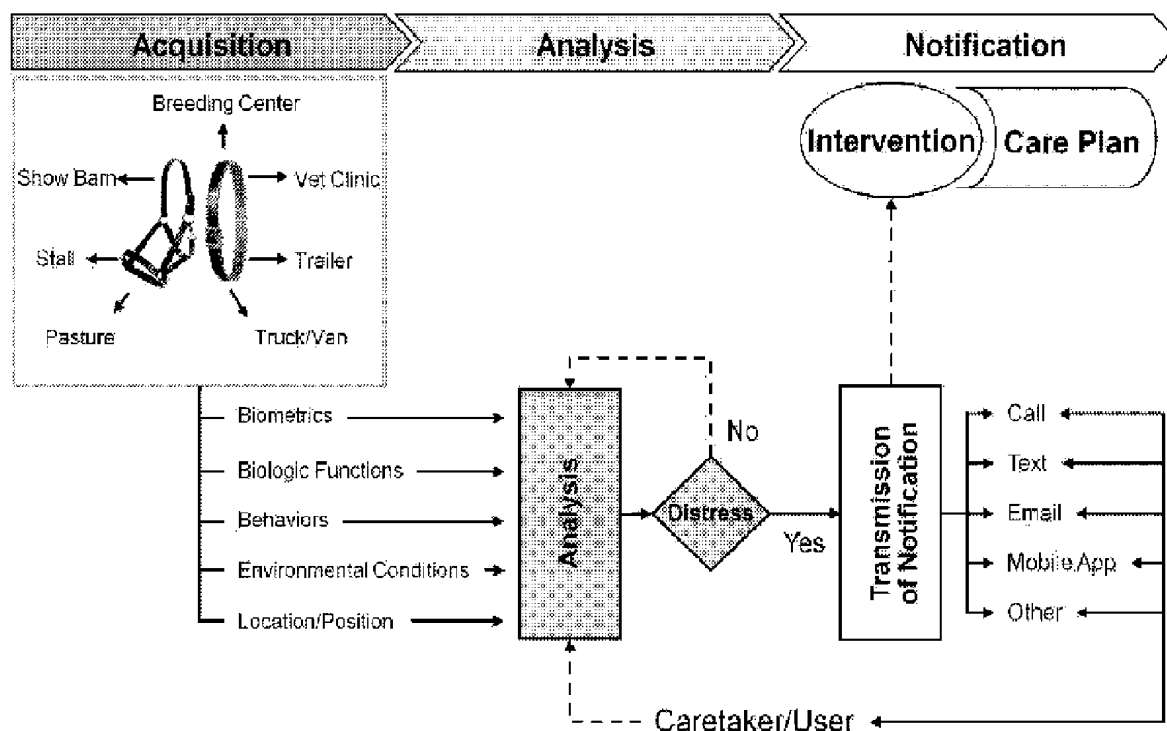 Acquisition
Analysis
Notification
Breeding Center
Show Barn
Vet Clinic
Stall
Trailer
Pasture
Truck/Van
Intervention
Care Plan
Biometrics
Biologic Functions
Behaviors
Environmental Conditions
Location/Position
Analysis
Distress
No
Yes
Transmission
of Notification
Call
Text
Email
Mobile App
Other
Caretaker/User